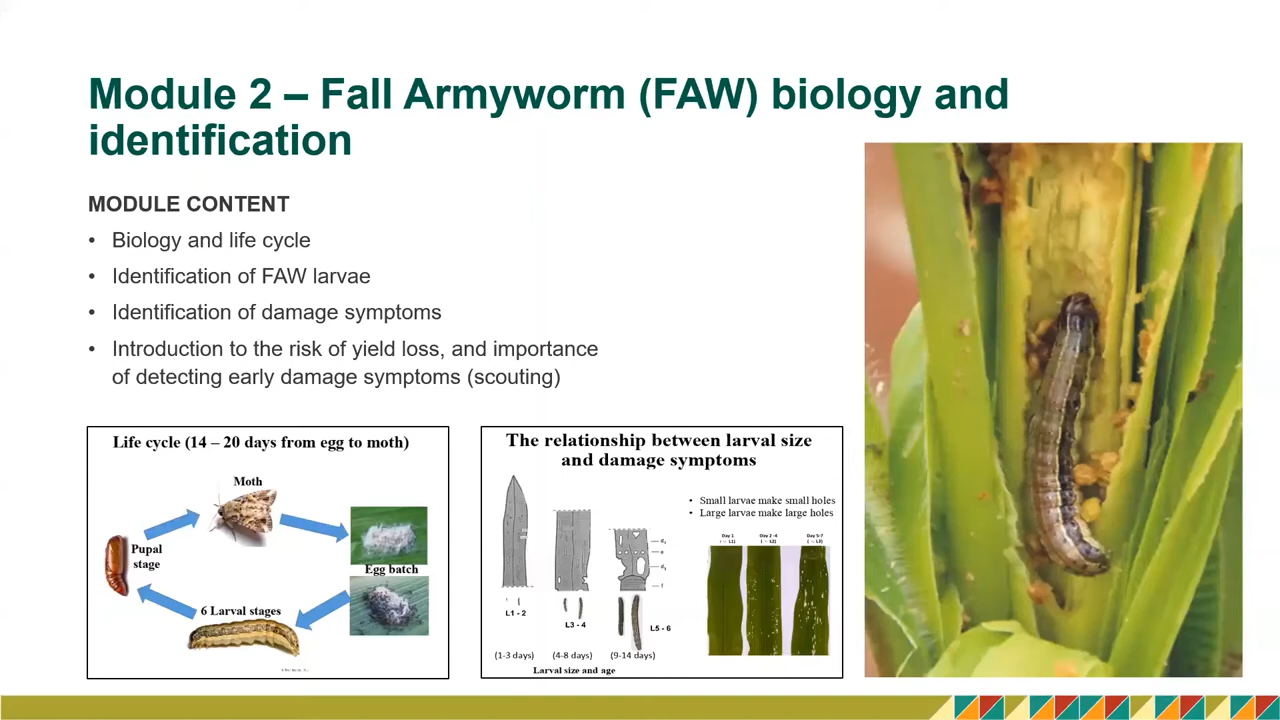 Module 2 – Fall Armyworm (FAW) biology and
identification
MODULE CONTENT
• Biology and life cycle
• Identification of FAW larvae
• Identification of damage symptoms
• Introduction to the risk of yield loss, and importance
of detecting early damage symptoms (scouting)
Life cycle (14 – 20 days from egg to moth)
Moth
Pupal
stage
Egg batch
6 Larval stages
The relationship between larval size
and damage symptoms
• Small larvae make small holes
• Large larvae make large holes
Day 1
Day 2-4
Day 5-7
L1 - 2
L3 - 4
L5 - 6
(1-3 days)
(4-8 days)
(9-14 days)
Larval size and age